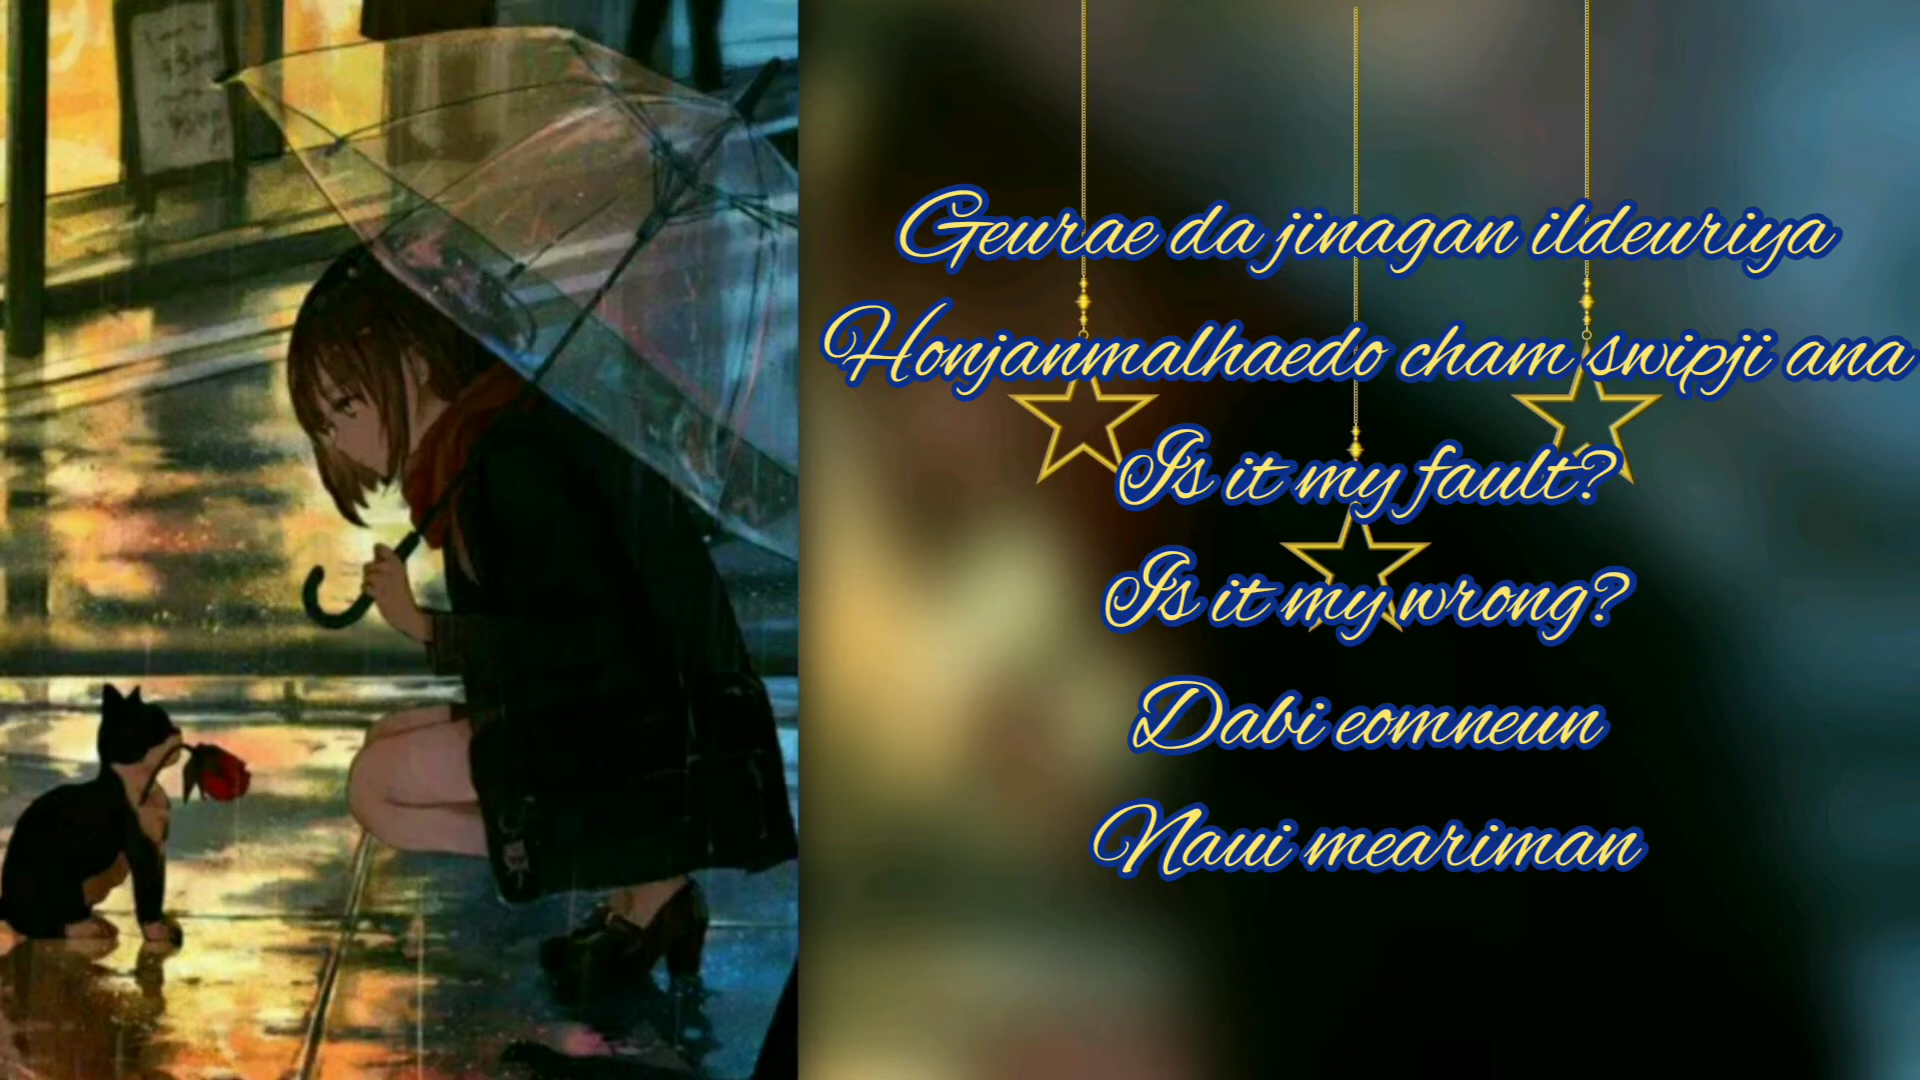 Geurae da jinagan ildeuriya
Honjanmalhaedo cham swipji ana
Is it my fault?
Is it my wrong?
Dabi eomneun
Naui meariman